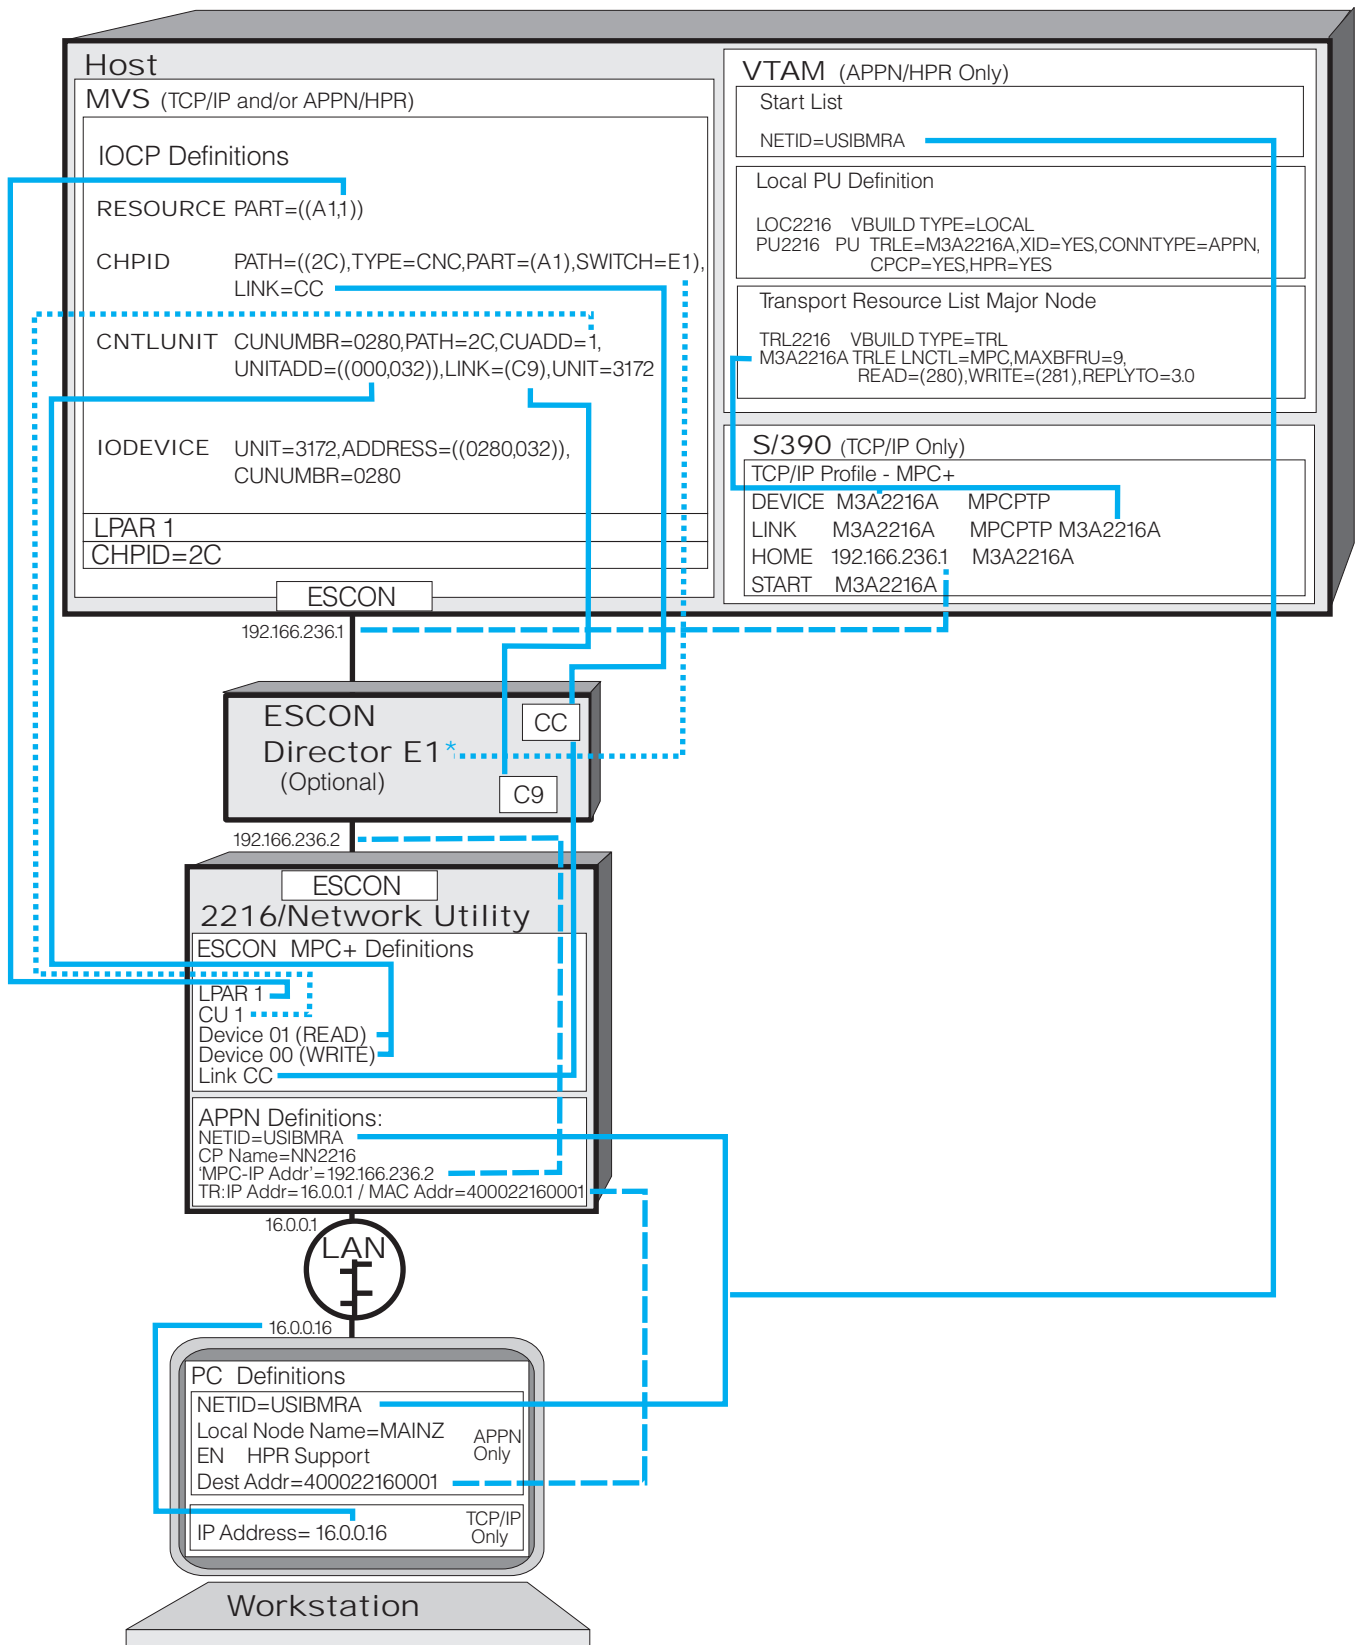 Host
MVS (TCP/IP and/or APPN/HPR)
IOCP Definitions
RESOURCE PART=((A1,1))
CHPID PATH=((2C),TYPE=CNC,PART=(A1),SWITCH=E1),
LINK=CC
CNTLUNIT CUNUMBR=0280,PATH=2C,CUADD=1,
UNITADD=((000,032)),LINK=(C9),UNIT=3172
IODEVICE UNIT=3172,ADDRESS=((0280,032)),
CUNUMBR=0280
LPAR 1
CHPID=2C
ESCON
VTAM (APPN/HPR Only)
Start List
NETID=USIBMRA
Local PU Definition
LOC2216 VBUILD TYPE=LOCAL
PU2216 PU TRLE=M3A2216A,XID=YES,CONNTYPE=APPN,
CPCP=YES,HPR=YES
Transport Resource List Major Node
TRL2216 VBUILD TYPE=TRL
M3A2216A TRLE LNCTL=MPC,MAXBFRU=9,
READ=(280),WRITE=(281),REPLYTO=3.0
S/390 (TCP/IP Only)
TCP/IP Profile - MPC+
DEVICE M3A2216A MPCPTP
LINK M3A2216A MPCPTP M3A2216A
HOME 192.166.236.1 M3A2216A
START M3A2216A
192.166.236.1
ESCON
Director E1*
(Optional)
CC
C9
192.166.236.2
ESCON
2216/Network Utility
ESCON MPC+ Definitions
LPAR 1
CU 1
Device 01 (READ)
Device 00 (WRITE)
Link CC
APPN Definitions:
NETID=USIBMRA
CP Name=NN2216
'MPC-IP Addr'=192.166.236.2
TR:IP Addr=16.0.0.1 / MAC Addr=400022160001
16.0.0.1
LAN
16.0.0.16
PC Definitions
NETID=USIBMRA
Local Node Name=MAINZ
EN HPR Support
Dest Addr=400022160001
APPN
Only
IP Address= 16.0.0.16
TCP/IP
Only
Workstation